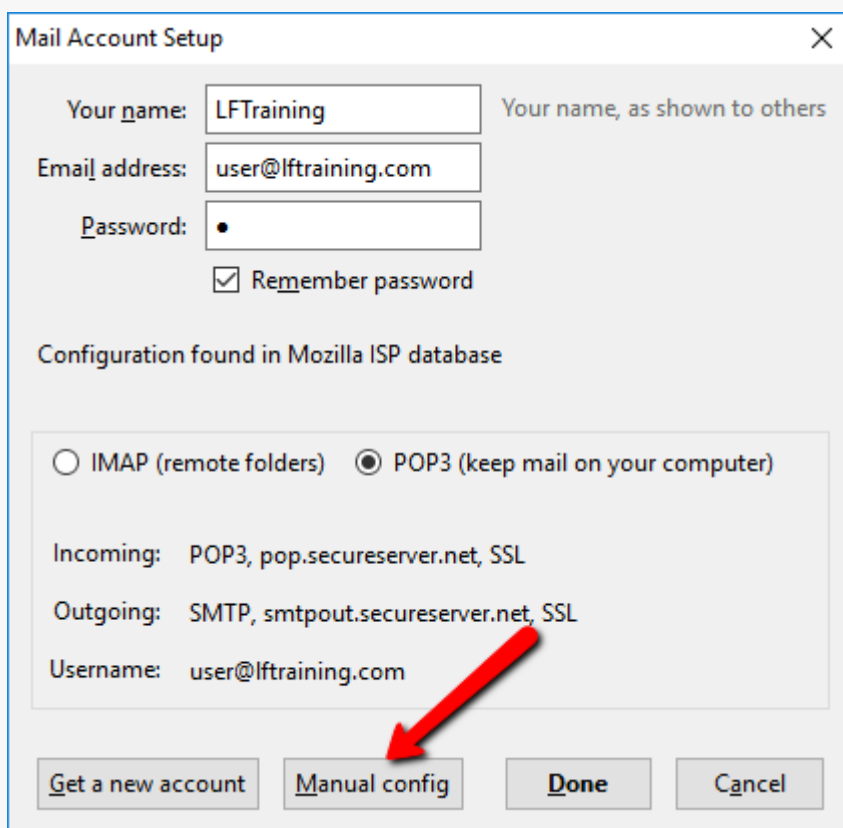 Mail Account Setup
Your name: LFTraining Your name, as shown to others
Email address: user@lftraining.com
Password: •
Remember password
Configuration found in Mozilla ISP database
IMAP (remote folders) POP3 (keep mail on your computer)
Incoming: POP3, pop.secureserver.net, SSL
Outgoing: SMTP, smtpout.secureserver.net, SSL
Username: user@lftraining.com
Get a new account Manual config Done Cancel